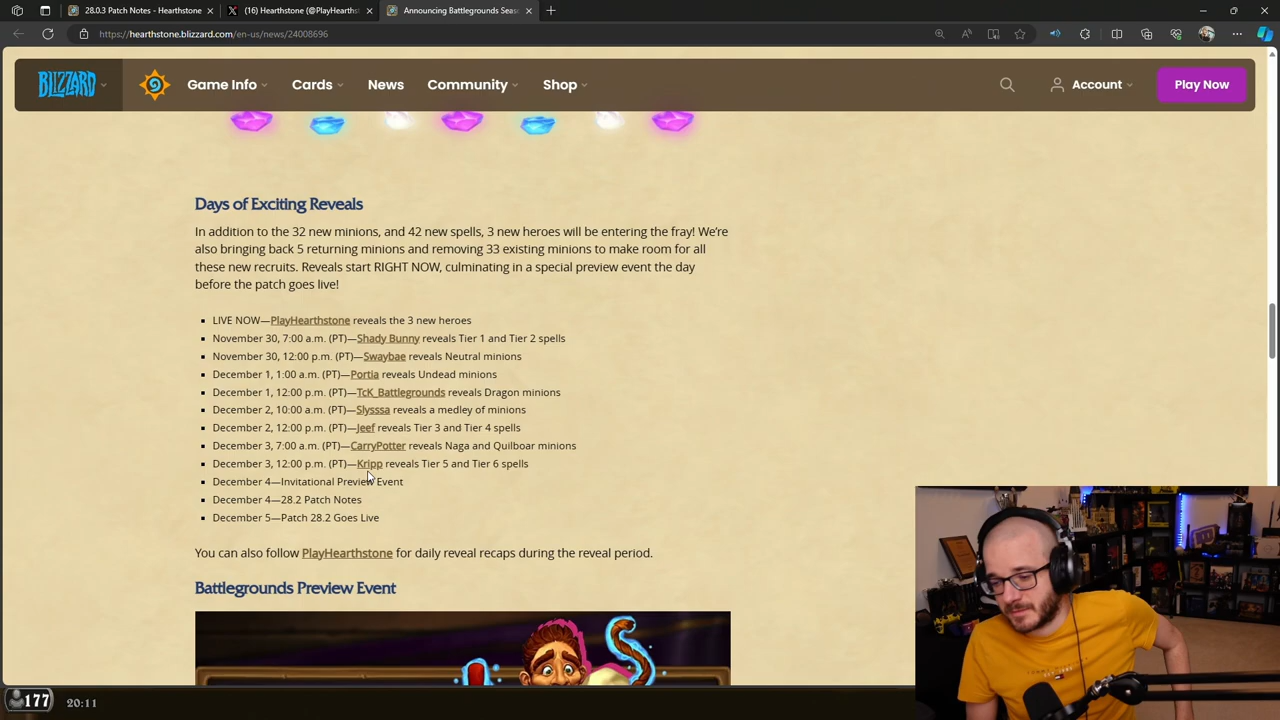 28.0.3 Patch Notes - Hearthstone
(16) Hearthstone (@PlayHearthst
Announcing Battlegrounds Seas
https://hearthstone.blizzard.com/en-us/news/24008696
BLIZZARD
Game Info
Cards
News
Community
Shop
Account
Play Now
Days of Exciting Reveals
In addition to the 32 new minions, and 42 new spells, 3 new heroes will be entering the fray! We're
also bringing back 5 returning minions and removing 33 existing minions to make room for all
these new recruits. Reveals start RIGHT NOW, culminating in a special preview event the day
before the patch goes live!
LIVE NOW—PlayHearthstone reveals the 3 new heroes
November 30, 7:00 a.m. (PT)—Shady Bunny reveals Tier 1 and Tier 2 spells
November 30, 12:00 p.m. (PT)—Swaybae reveals Neutral minions
December 1, 1:00 a.m. (PT)—Portia reveals Undead minions
December 1, 12:00 p.m. (PT)—TcK_Battlegrounds reveals Dragon minions
December 2, 10:00 a.m. (PT)—Slysssa reveals a medley of minions
December 2, 12:00 p.m. (PT)—Jeef reveals Tier 3 and Tier 4 spells
December 3, 7:00 a.m. (PT)—CarryPotter reveals Naga and Quilboar minions
December 3, 12:00 p.m. (PT)—Kripp reveals Tier 5 and Tier 6 spells
December 4—Invitational Preview Event
December 4—28.2 Patch Notes
December 5—Patch 28.2 Goes Live
You can also follow PlayHearthstone for daily reveal recaps during the reveal period.
Battlegrounds Preview Event
177
20:11